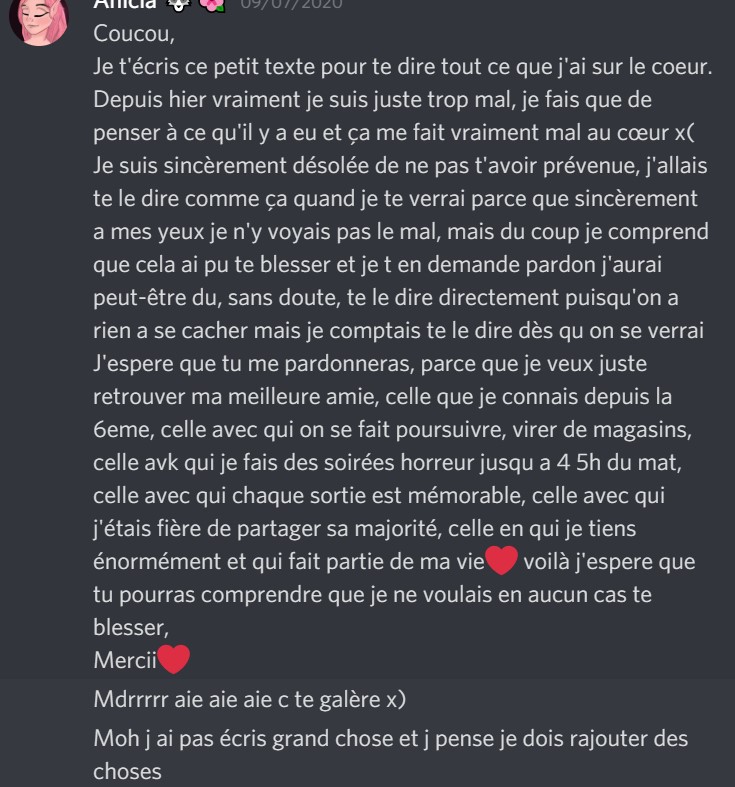 Anicia 09/07/2020
Coucou,
Je t'écris ce petit texte pour te dire tout ce que j'ai sur le coeur.
Depuis hier vraiment je suis juste trop mal, je fais que de
penser à ce qu'il y a eu et ça me fait vraiment mal au cœur x(
Je suis sincèrement désolée de ne pas t'avoir prévenue, j'allais
te le dire comme ça quand je te verrai parce que sincèrement
a mes yeux je n'y voyais pas le mal, mais du coup je comprend
que cela ai pu te blesser et je t en demande pardon j'aurai
peut-être du, sans doute, te le dire directement puisqu'on a
rien a se cacher mais je comptais te le dire dès qu on se verrai
J'espere que tu me pardonneras, parce que je veux juste
retrouver ma meilleure amie, celle que je connais depuis la
6eme, celle avec qui on se fait poursuivre, virer de magasins,
celle avk qui je fais des soirées horreur jusqu a 4 5h du mat,
celle avec qui chaque sortie est mémorable, celle avec qui
j'étais fière de partager sa majorité, celle en qui je tiens
énormément et qui fait partie de ma vie❤️ voilà j'espere que
tu pourras comprendre que je ne voulais en aucun cas te
blesser,
Mercii❤️
Mdrrrrr aie aie aie c te galère x)
Moh j ai pas écris grand chose et j pense je dois rajouter des
choses